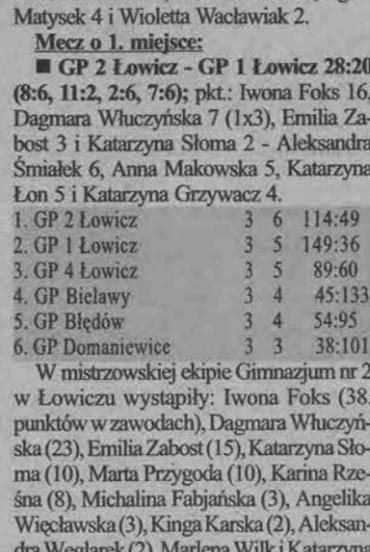 Matysek 4 i Wioletta Wacławiak 2.
Mecz o 1. miejsce:
■ GP 2 Łowicz - GP 1 Łowicz 28:20
(8:6, 11:2, 2:6, 7:6); pkt.: Iwona Foks 16,
Dagmara Włuczyńska 7 (1x3), Emilia Za-
bost 3 i Katarzyna Słoma 2 - Aleksandra
Śmiałek 6, Anna Makowska 5, Katarzyna
Łon 5 i Katarzyna Grzywacz 4.
1. GP 2 Łowicz 3 6 114:49
2. GP 1 Łowicz 3 5 149:36
3. GP 4 Łowicz 3 5 89:60
4. GP Bielawy 3 4 45:133
5. GP Błędów 3 4 54:95
6. GP Domaniewice 3 3 38:101
W mistrzowskiej ekipie Gimnazjum nr 2
w Łowiczu wystąpiły: Iwona Foks (38.
punktów w zawodach), Dagmara Włuczyń-
ska (23), Emilia Zabost (15), Katarzyna Sło-
ma (10), Marta Przygoda (10), Karina Rze-
śna (8), Michalina Fabjańska (3), Angelika
Więcławska (3), Kinga Karska (2), Aleksan-
dra Węglarek (2), Marlena Wilk i Katarzyna